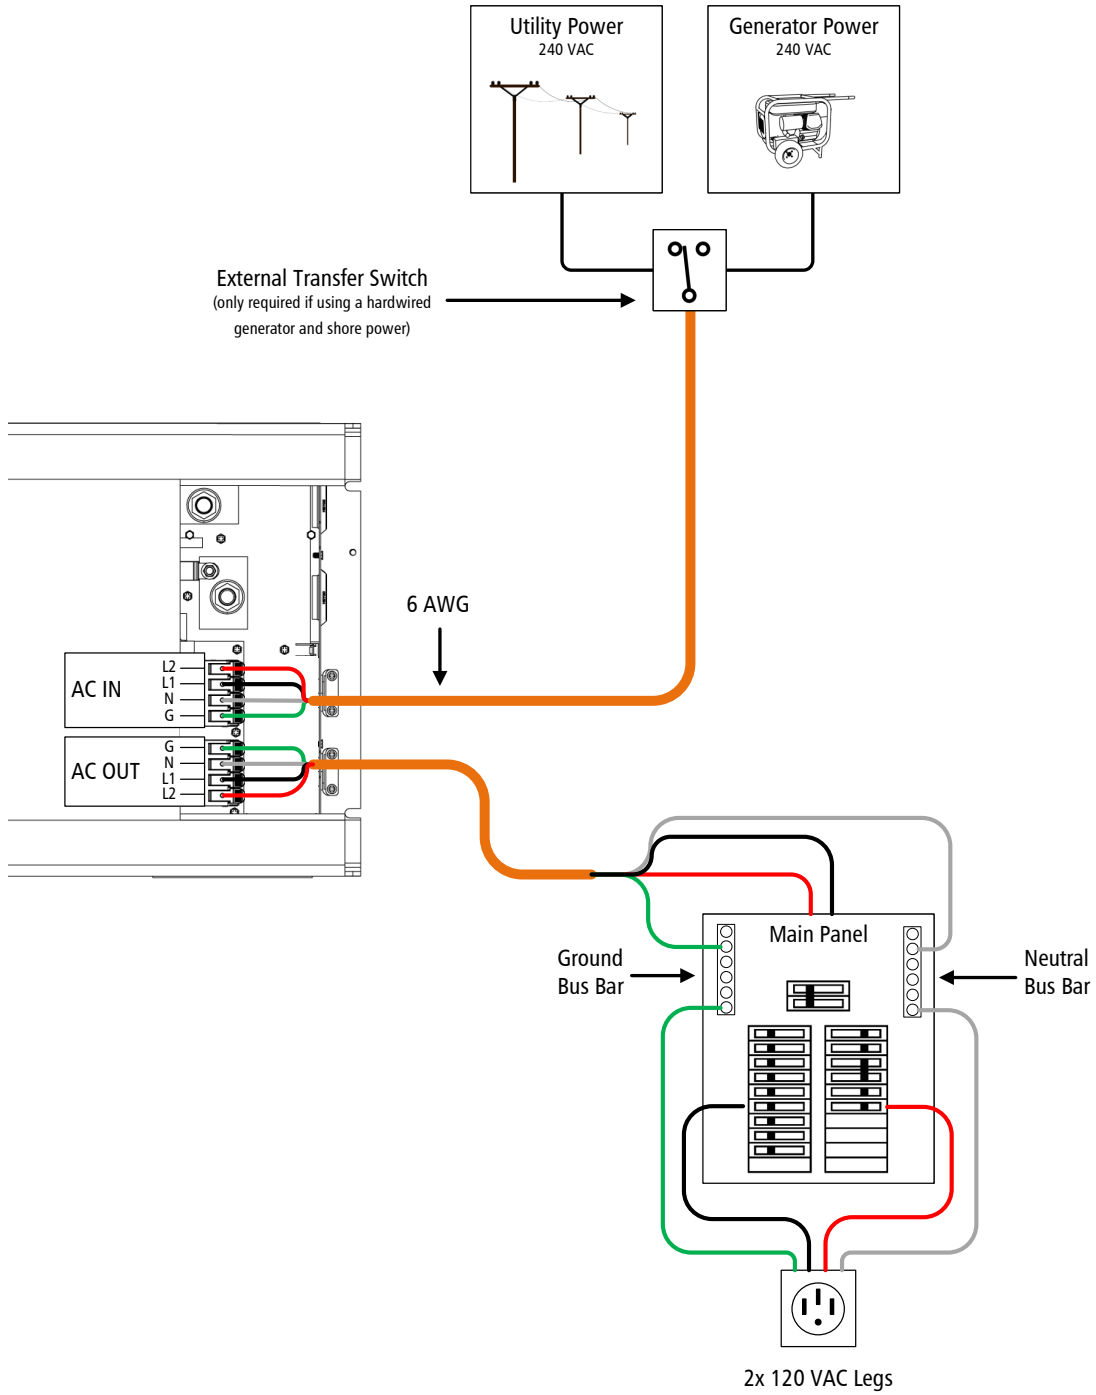 Utility Power
240 VAC
Generator Power
240 VAC
External Transfer Switch
(only required if using a hardwired
generator and shore power)
6 AWG
AC IN
L2
L1
N
G
AC OUT
G
N
L1
L2
Main Panel
Ground
Bus Bar
Neutral
Bus Bar
2x 120 VAC Legs